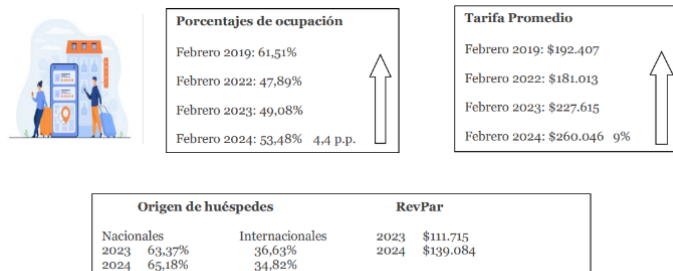 Porcentajes de ocupación
Febrero 2019: 61,51%
Febrero 2022: 47,89%
Febrero 2023: 49,08%
Febrero 2024: 53,48% 4,4 p.p.
Tarifa Promedio
Febrero 2019: $192.407
Febrero 2022: $181.013
Febrero 2023: $227.615
Febrero 2024: $260.046 9%
Origen de huéspedes RevPar
Nacionales Internacionales 2023 $111.715
2023 63,37% 36,63% 2024 $139.084
2024 65,18% 34,82%